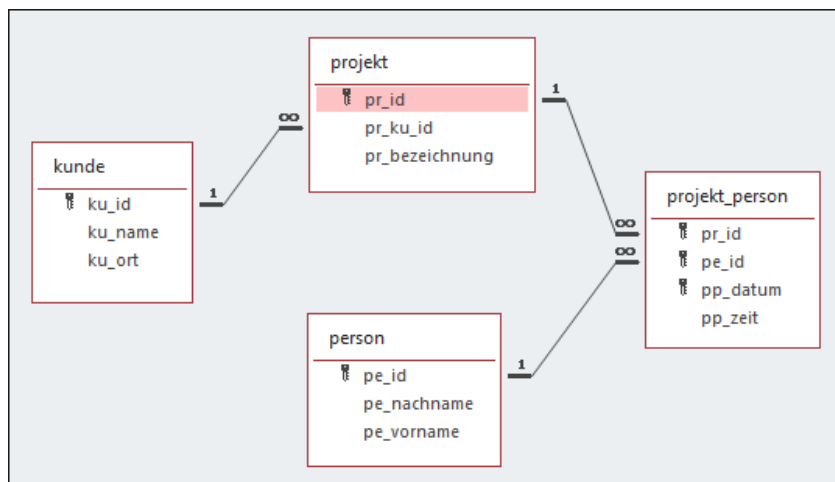 projekt
pr_id
pr_ku_id
pr_bezeichnung
1
∞
kunde
ku_id
ku_name
ku_ort
1
projekt_person
pr_id
pe_id
pp_datum
pp_zeit
∞
∞
person
pe_id
pe_nachname
pe_vorname
1